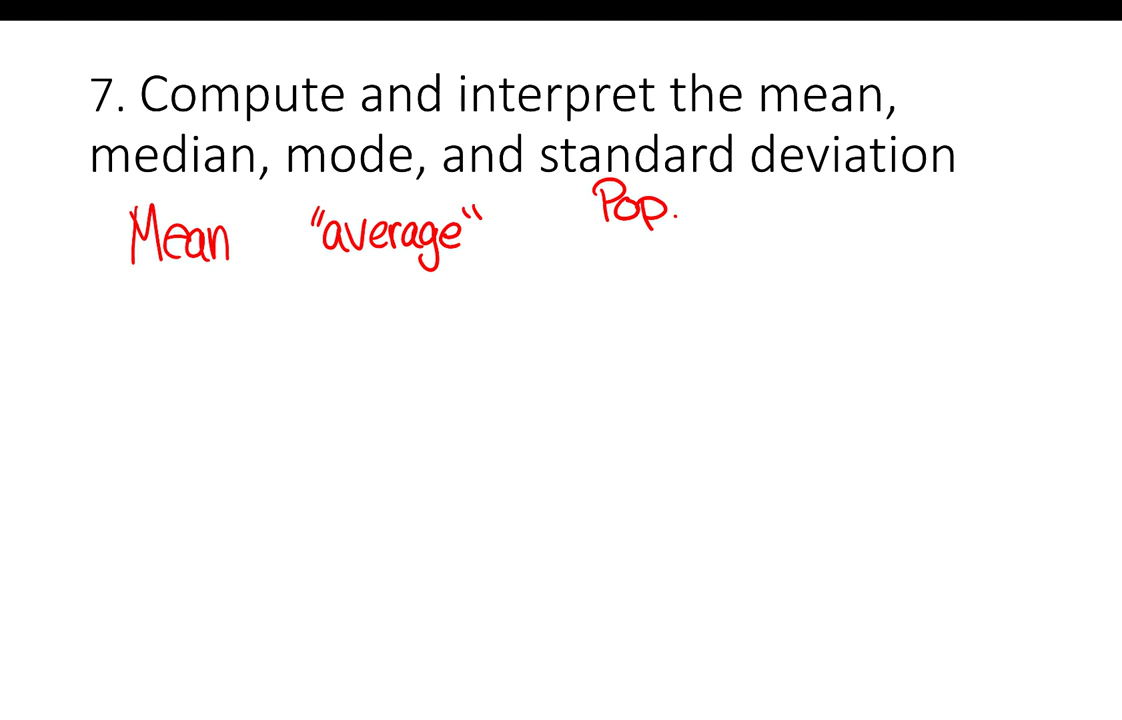 7. Compute and interpret the mean,
median, mode, and standard deviation
Mean "average" Pop.